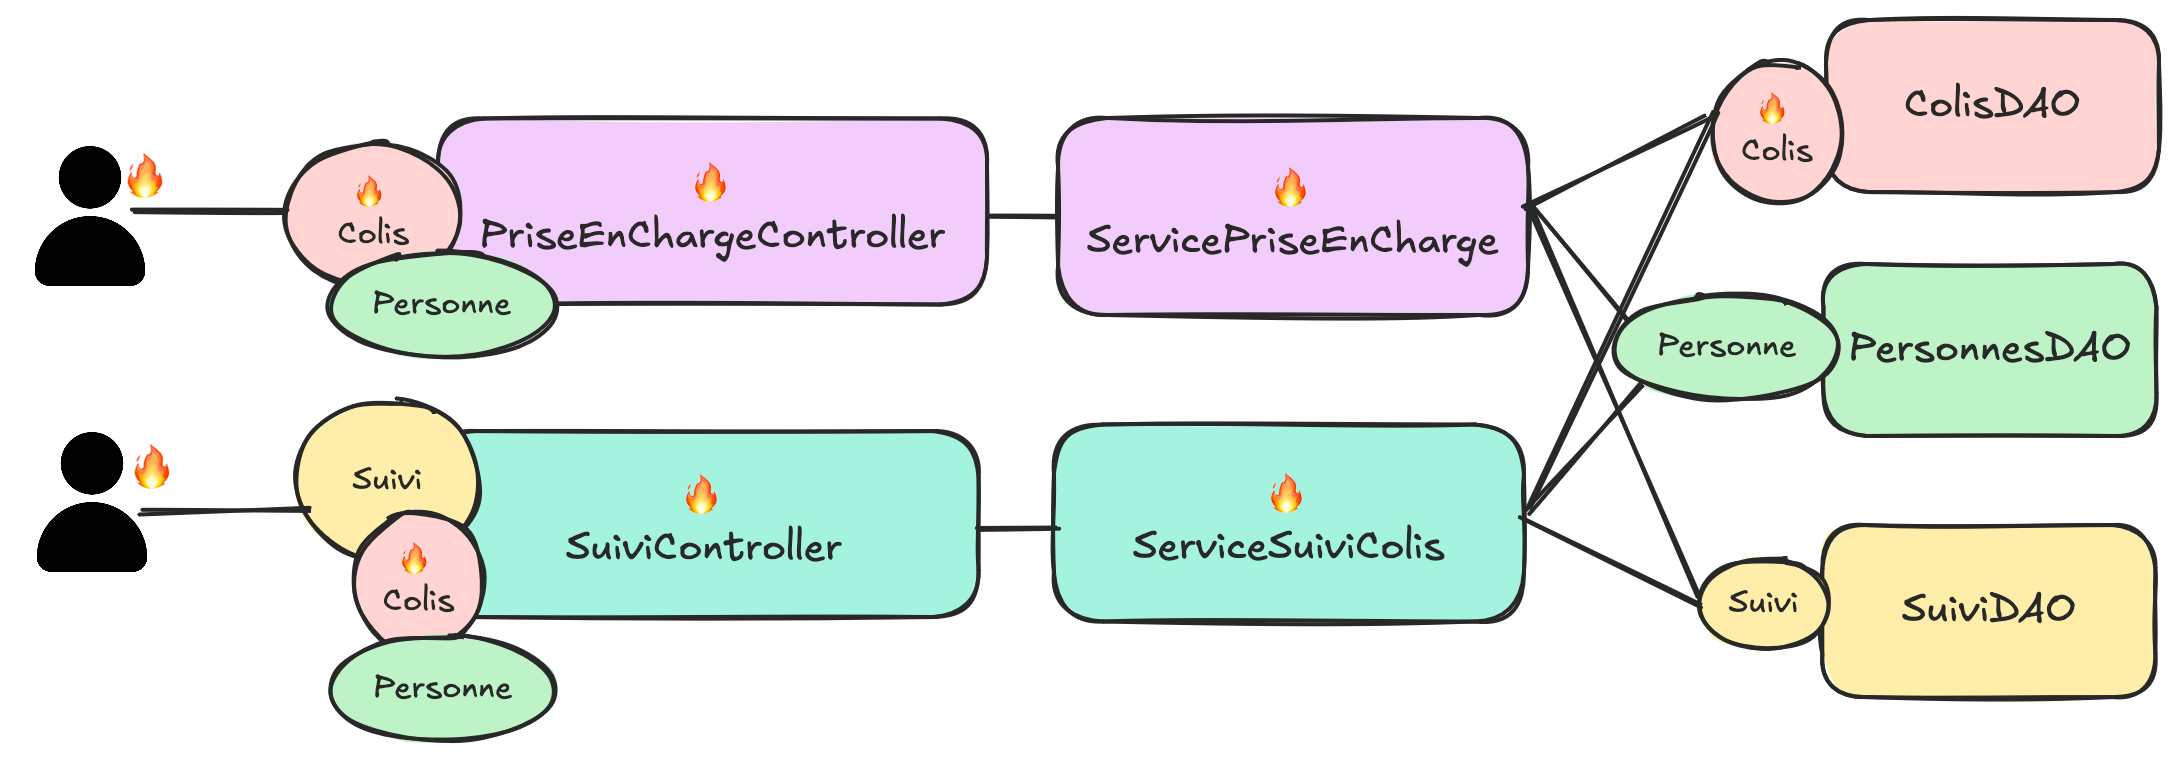 Colis
PriseEnChargeController
Personne
ServicePriseEnCharge
Colis
ColisDAO
Personne
PersonnesDAO
Suivi
SuiviController
Colis
Personne
ServiceSuiviColis
Suivi
SuiviDAO